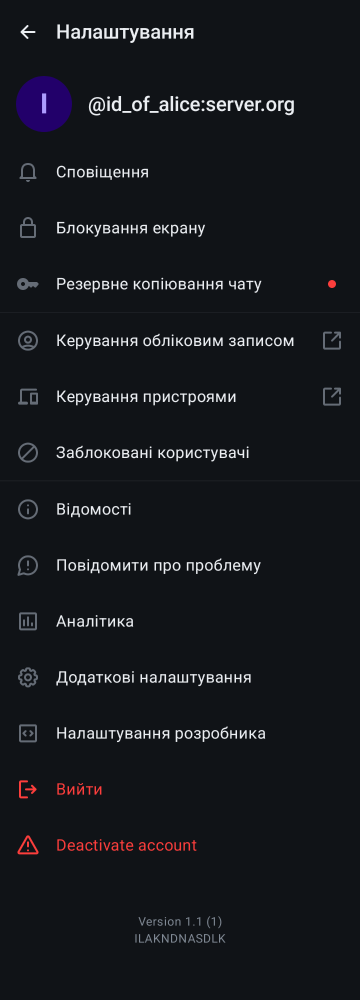 Налаштування
I
@id_of_alice:server.org
Сповіщення
Блокування екрану
Резервне копіювання чату
Керування обліковим записом
Керування пристроями
Заблоковані користувачі
Відомості
Повідомити про проблему
Аналітика
Додаткові налаштування
Налаштування розробника
Вийти
Deactivate account
Version 1.1 (1)
ILAKNDNASDLK